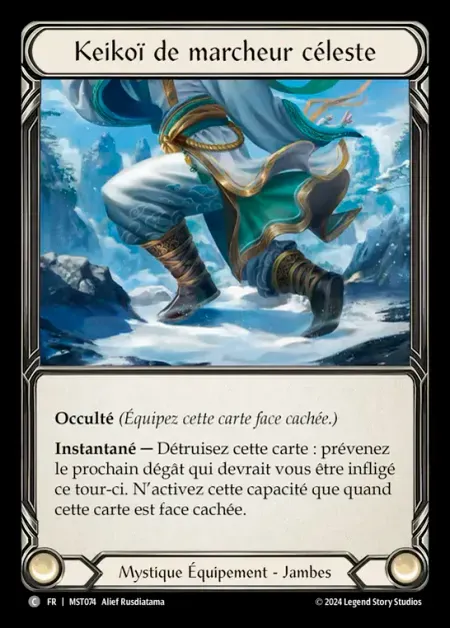 Keikoï de marcheur céleste
Occulté (Équipez cette carte face cachée.)
Instantané — Détruisez cette carte : prévenez
le prochain dégât qui devrait vous être infligé
ce tour-ci. N’activez cette capacité que quand
cette carte est face cachée.
Mystique Équipement - Jambes
C FR | MST074 Alief Rusdiatama © 2024 Legend Story Studios